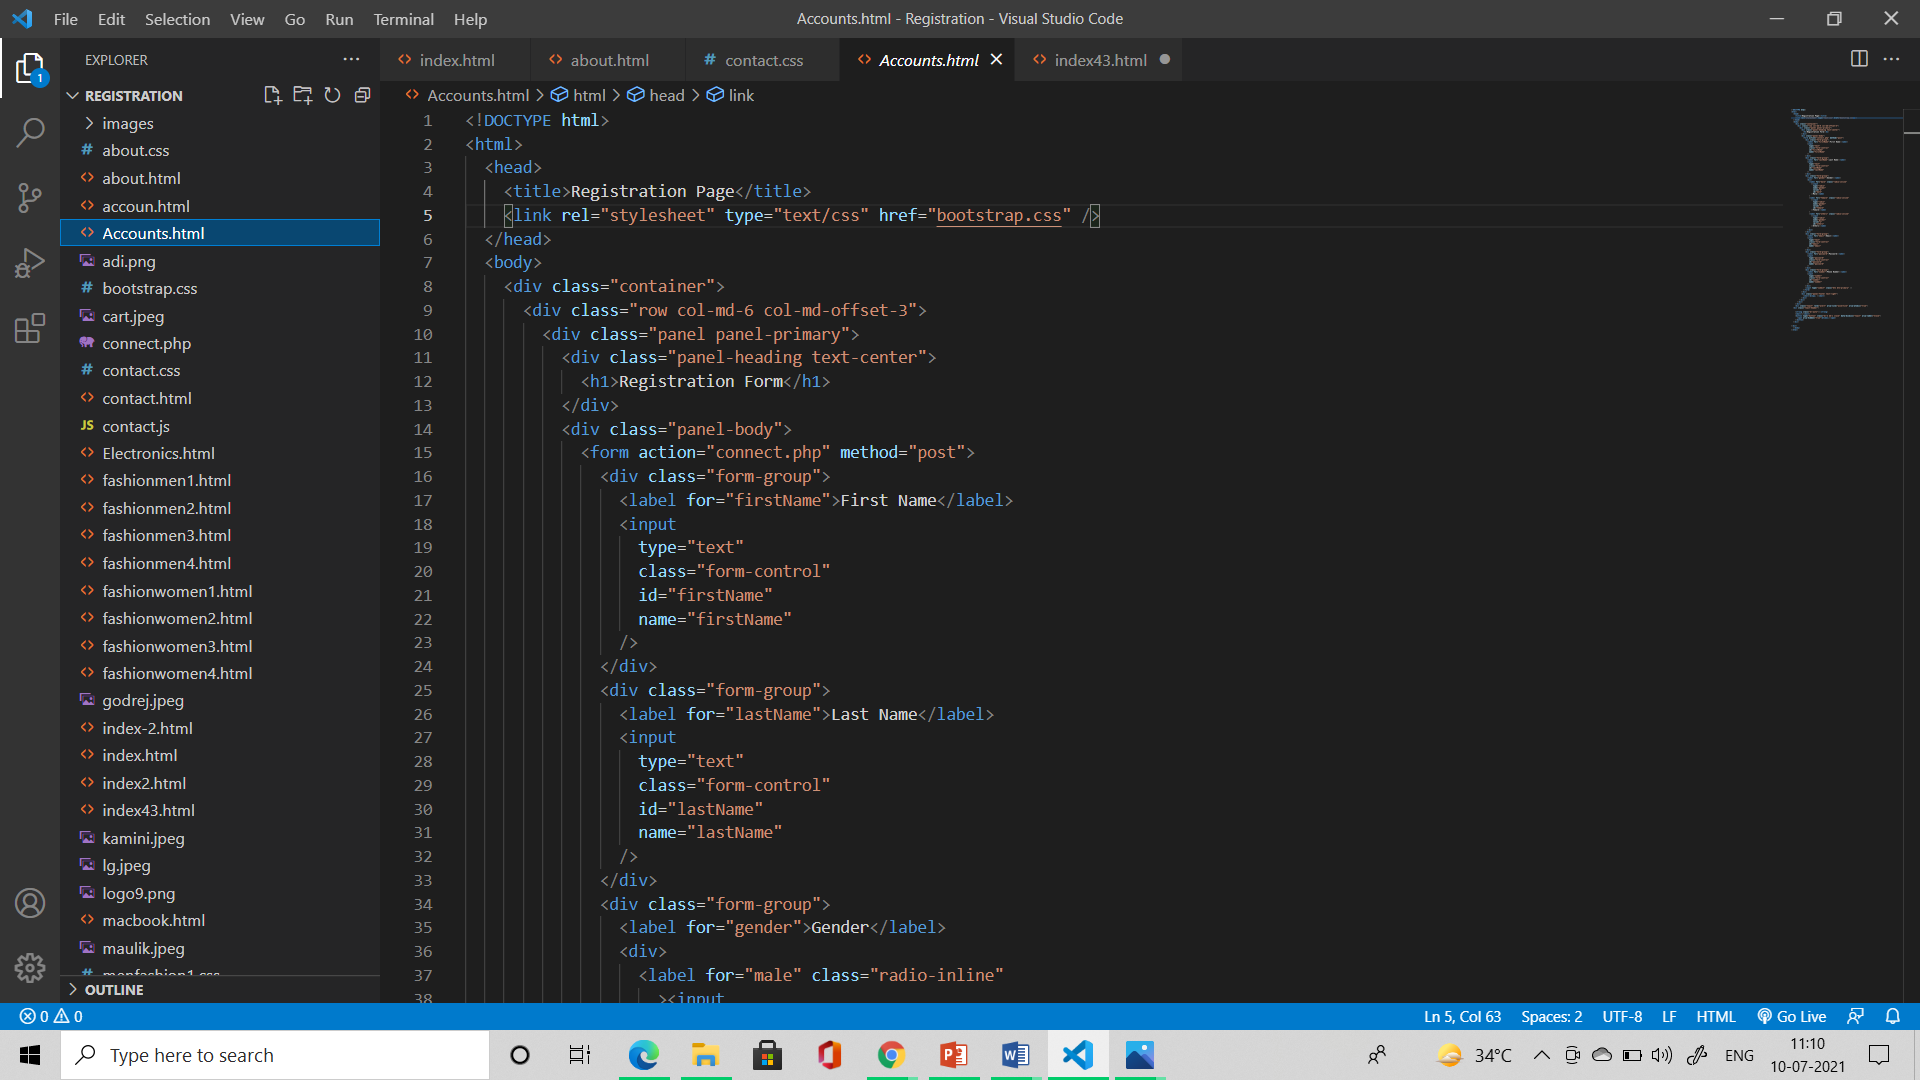 File Edit Selection View Go Run Terminal Help
Accounts.html - Registration - Visual Studio Code
EXPLORER
REGISTRATION
images
about.css
about.html
accoun.html
Accounts.html
adi.png
bootstrap.css
cart.jpeg
connect.php
contact.css
contact.html
JS contact.js
Electronics.html
fashionmen1.html
fashionmen2.html
fashionmen3.html
fashionmen4.html
fashionwomen1.html
fashionwomen2.html
fashionwomen3.html
fashionwomen4.html
godrej.jpeg
index-2.html
index.html
index2.html
index43.html
kamini.jpeg
lg.jpeg
logo9.png
macbook.html
maulik.jpeg
menfashion1.css
OUTLINE
1
index.html about.html contact.css Accounts.html index43.html
Accounts.html > html > head > link
1 <!DOCTYPE html>
2 <html>
3 <head>
4 <title>Registration Page</title>
5 <link rel="stylesheet" type="text/css" href="bootstrap.css" />
6 </head>
7 <body>
8 <div class="container">
9 <div class="row col-md-6 col-md-offset-3">
10 <div class="panel panel-primary">
11 <div class="panel-heading text-center">
12 <h1>Registration Form</h1>
13 </div>
14 <div class="panel-body">
15 <form action="connect.php" method="post">
16 <div class="form-group">
17 <label for="firstName">First Name</label>
18 <input
19 type="text"
20 class="form-control"
21 id="firstName"
22 name="firstName"
23 />
24 </div>
25 <div class="form-group">
26 <label for="lastName">Last Name</label>
27 <input
28 type="text"
29 class="form-control"
30 id="lastName"
31 name="lastName"
32 />
33 </div>
34 <div class="form-group">
35 <label for="gender">Gender</label>
36 <div>
37 <label for="male" class="radio-inline"
38 ><input
0 0
Ln 5, Col 63 Spaces: 2 UTF-8 LF HTML Go Live
Type here to search
34°C ENG
11:10
10-07-2021